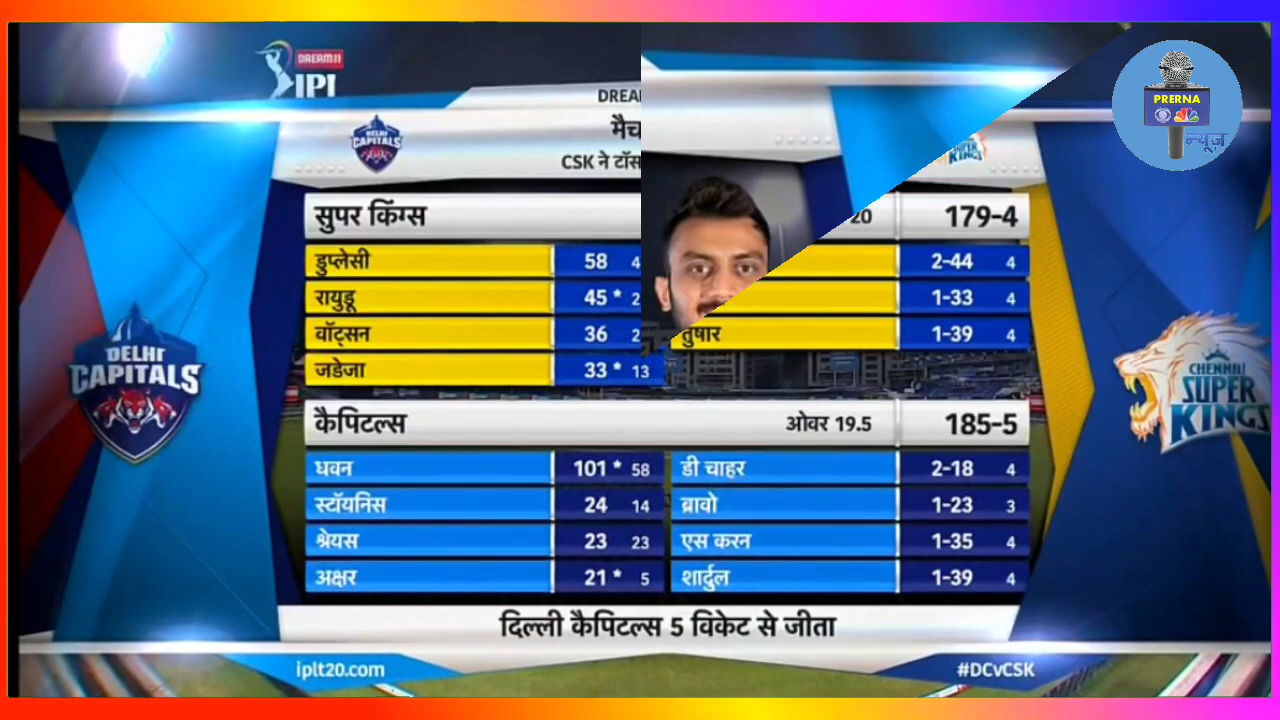 DREAM11
IPL
DREA
DELHI
CAPITALS
मैच
CSK ने टॉस
SUPER
KINGS
PRERNA
न्यूज़
सुपर किंग्स
20 179-4
डुप्लेसी 58 4
2-44 4
रायुडू 45 * 2
1-33 4
वॉट्सन 36 2
तुषार 1-39 4
जडेजा 33 * 13
DELHI
CAPITALS
CHENNAI
SUPER
KINGS
कैपिटल्स ओवर 19.5 185-5
धवन 101 * 58 डी चाहर 2-18 4
स्टॉयनिस 24 14 ब्रावो 1-23 3
श्रेयस 23 23 एस करन 1-35 4
अक्षर 21 * 5 शार्दुल 1-39 4
दिल्ली कैपिटल्स 5 विकेट से जीता
iplt20.com #DCvCSK